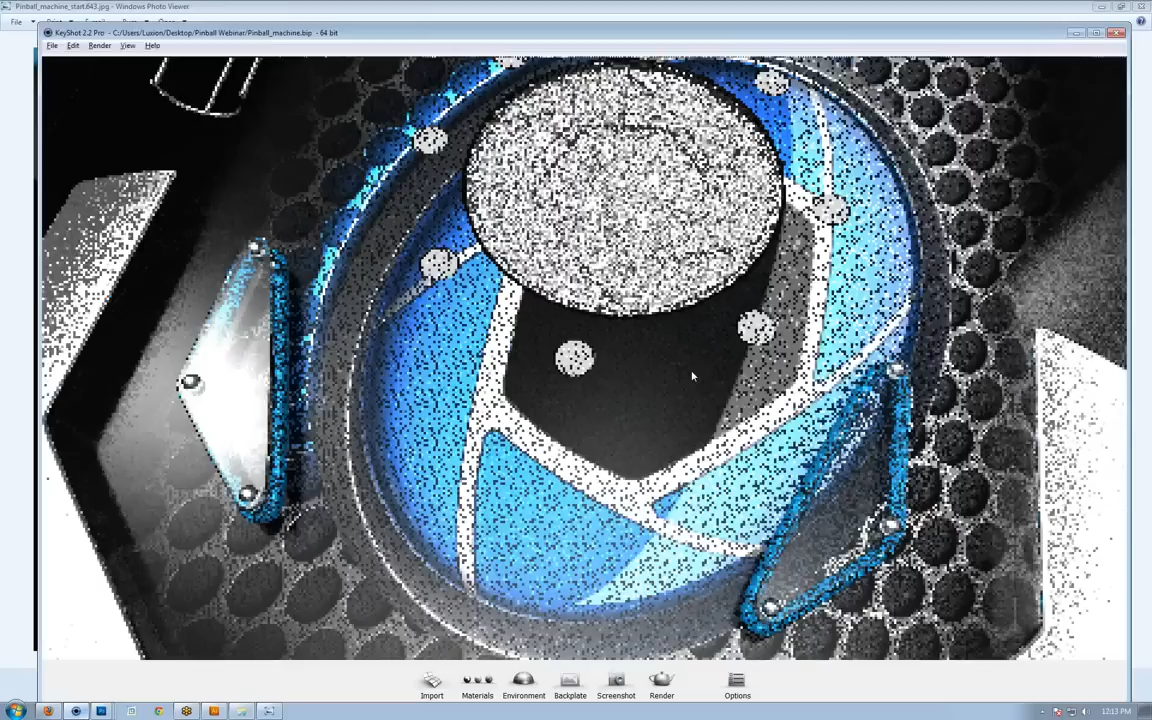 Pinball_machine_start.643.jpg - Windows Photo Viewer
File
KeyShot 2.2 Pro - C:/Users/Luxion/Desktop/Pinball Webinar/Pinball_machine.bip - 64 bit
File Edit Render View Help
Import Materials Environment Backplate Screenshot Render Options
12:13 PM